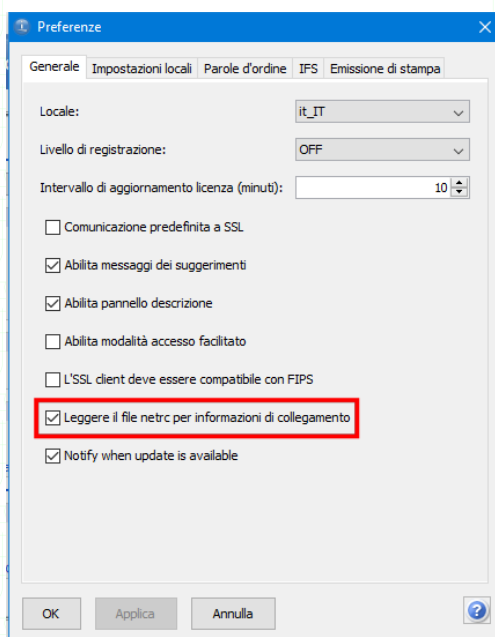 Preferenze
Generale Impostazioni locali Parole d'ordine IFS Emissione di stampa
Locale: it_IT
Livello di registrazione: OFF
Intervallo di aggiornamento licenza (minuti): 10
Comunicazione predefinita a SSL
Abilita messaggi dei suggerimenti
Abilita pannello descrizione
Abilita modalità accesso facilitato
L'SSL client deve essere compatibile con FIPS
Leggere il file netrc per informazioni di collegamento
Notify when update is available
OK Applica Annulla